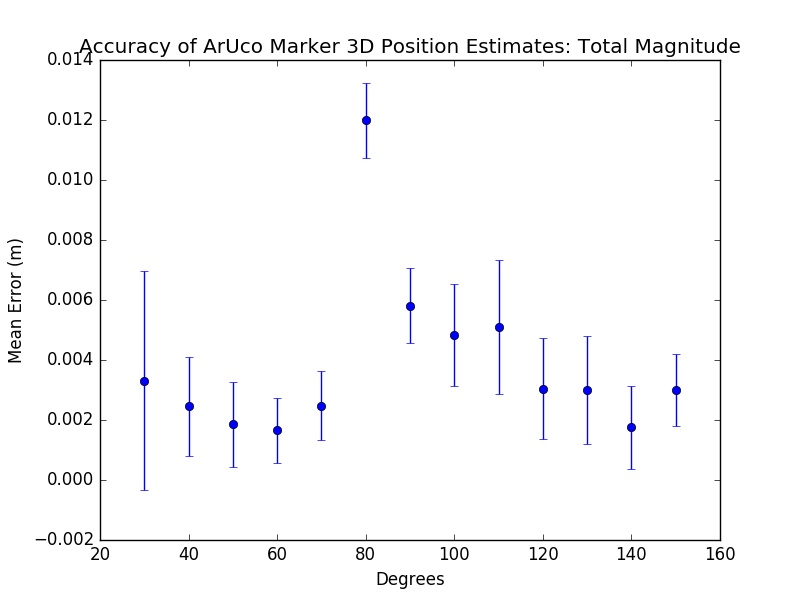 Accuracy of ArUco Marker 3D Position Estimates: Total Magnitude
0.014
0.012
0.010
0.008
0.006
0.004
0.002
0.000
−0.002
Mean Error (m)
20 40 60 80 100 120 140 160
Degrees